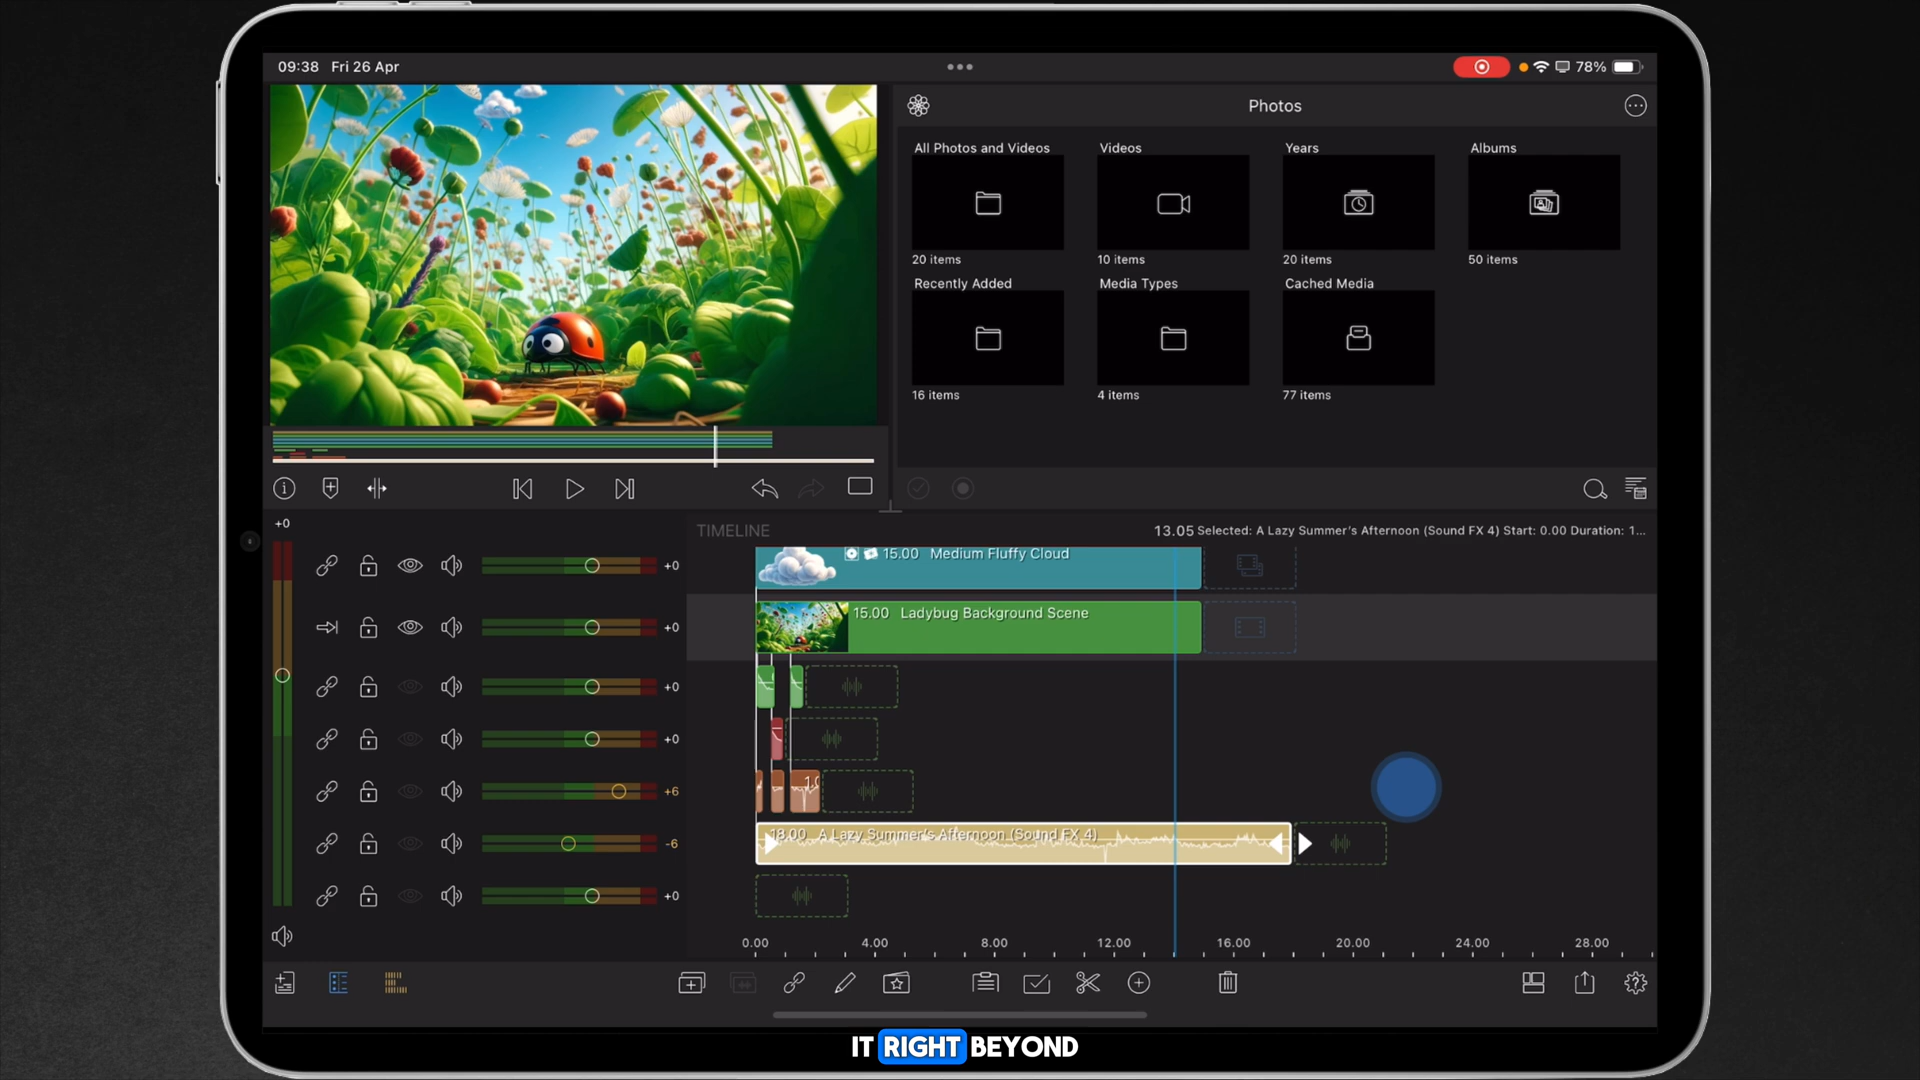 09:38 Fri 26 Apr
78%
Photos
All Photos and Videos
Videos
Years
Albums
20 items
10 items
20 items
50 items
Recently Added
Media Types
Cached Media
16 items
4 items
77 items
+0
TIMELINE
13.05 Selected: A Lazy Summer's Afternoon (Sound FX 4) Start: 0.00 Duration: 1...
+0
15.00 Medium Fluffy Cloud
+0
15.00 Ladybug Background Scene
+0
+0
+6
1.0
-6
18.00 A Lazy Summer's Afternoon (Sound FX 4)
+0
0.00 4.00 8.00 12.00 16.00 20.00 24.00 28.00
IT RIGHT BEYOND